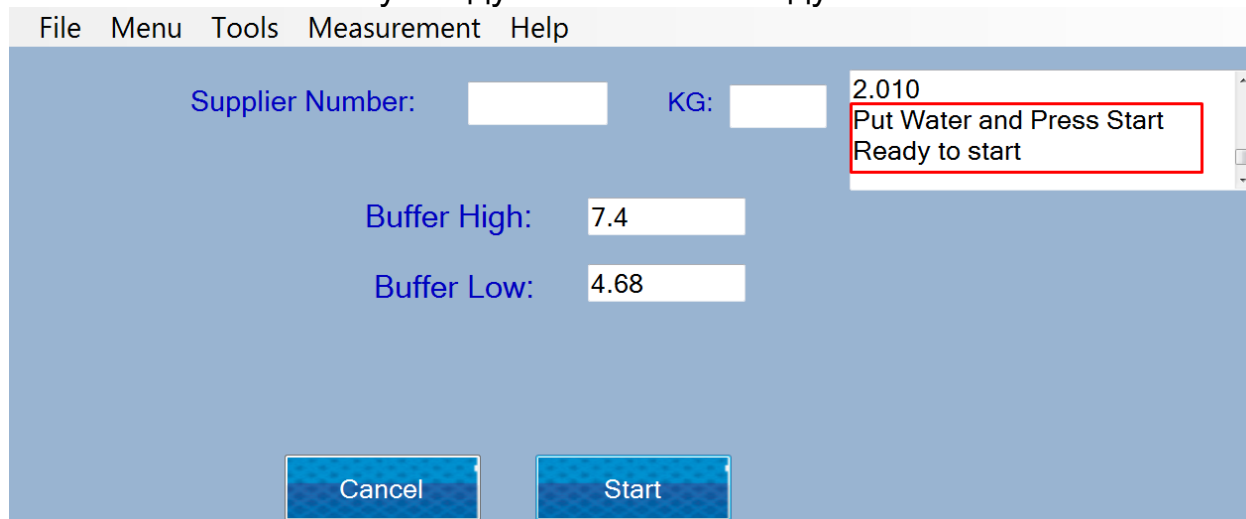 File Menu Tools Measurement Help
Supplier Number:
KG:
2.010
Put Water and Press Start
Ready to start
Buffer High: 7.4
Buffer Low: 4.68
Cancel
Start